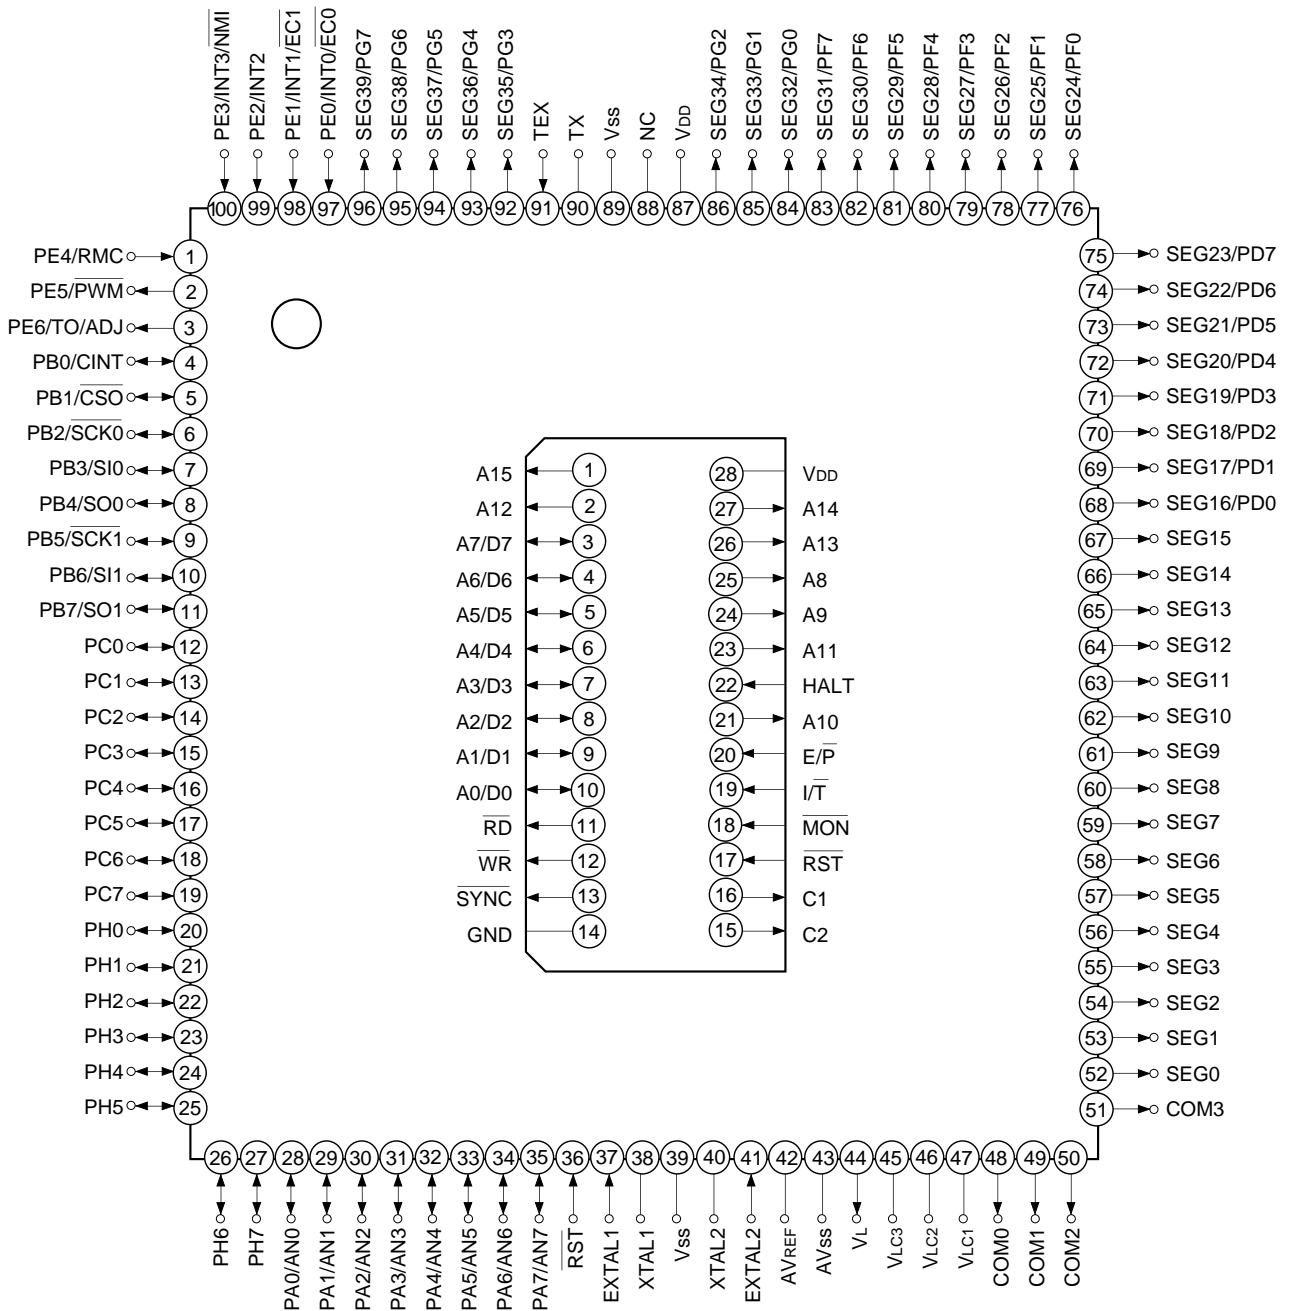 PE3/INT3/NMI
PE2/INT2
PE1/INT1/EC1
PE0/INT0/EC0
SEG39/PG7
SEG38/PG6
SEG37/PG5
SEG36/PG4
SEG35/PG3
TEX
TX
Vss
NC
VDD
SEG34/PG2
SEG33/PG1
SEG32/PG0
SEG31/PF7
SEG30/PF6
SEG29/PF5
SEG28/PF4
SEG27/PF3
SEG26/PF2
SEG25/PF1
SEG24/PF0
100 99 98 97 96 95 94 93 92 91 90 89 88 87 86 85 84 83 82 81 80 79 78 77 76
PE4/RMC 1
PE5/PWM 2
PE6/TO/ADJ 3
PB0/CINT 4
PB1/CSO 5
PB2/SCK0 6
PB3/SI0 7
PB4/SO0 8
PB5/SCK1 9
PB6/SI1 10
PB7/SO1 11
PC0 12
PC1 13
PC2 14
PC3 15
PC4 16
PC5 17
PC6 18
PC7 19
PH0 20
PH1 21
PH2 22
PH3 23
PH4 24
PH5 25
A15 1
A12 2
A7/D7 3
A6/D6 4
A5/D5 5
A4/D4 6
A3/D3 7
A2/D2 8
A1/D1 9
A0/D0 10
RD 11
WR 12
SYNC 13
GND 14
28 VDD
27 A14
26 A13
25 A8
24 A9
23 A11
22 HALT
21 A10
20 E/P
19 I/T
18 MON
17 RST
16 C1
15 C2
75 SEG23/PD7
74 SEG22/PD6
73 SEG21/PD5
72 SEG20/PD4
71 SEG19/PD3
70 SEG18/PD2
69 SEG17/PD1
68 SEG16/PD0
67 SEG15
66 SEG14
65 SEG13
64 SEG12
63 SEG11
62 SEG10
61 SEG9
60 SEG8
59 SEG7
58 SEG6
57 SEG5
56 SEG4
55 SEG3
54 SEG2
53 SEG1
52 SEG0
51 COM3
26 27 28 29 30 31 32 33 34 35 36 37 38 39 40 41 42 43 44 45 46 47 48 49 50
PH6
PH7
PA0/AN0
PA1/AN1
PA2/AN2
PA3/AN3
PA4/AN4
PA5/AN5
PA6/AN6
PA7/AN7
RST
EXTAL1
XTAL1
Vss
XTAL2
EXTAL2
AVREF
AVss
VL
VLC3
VLC2
VLC1
COM0
COM1
COM2